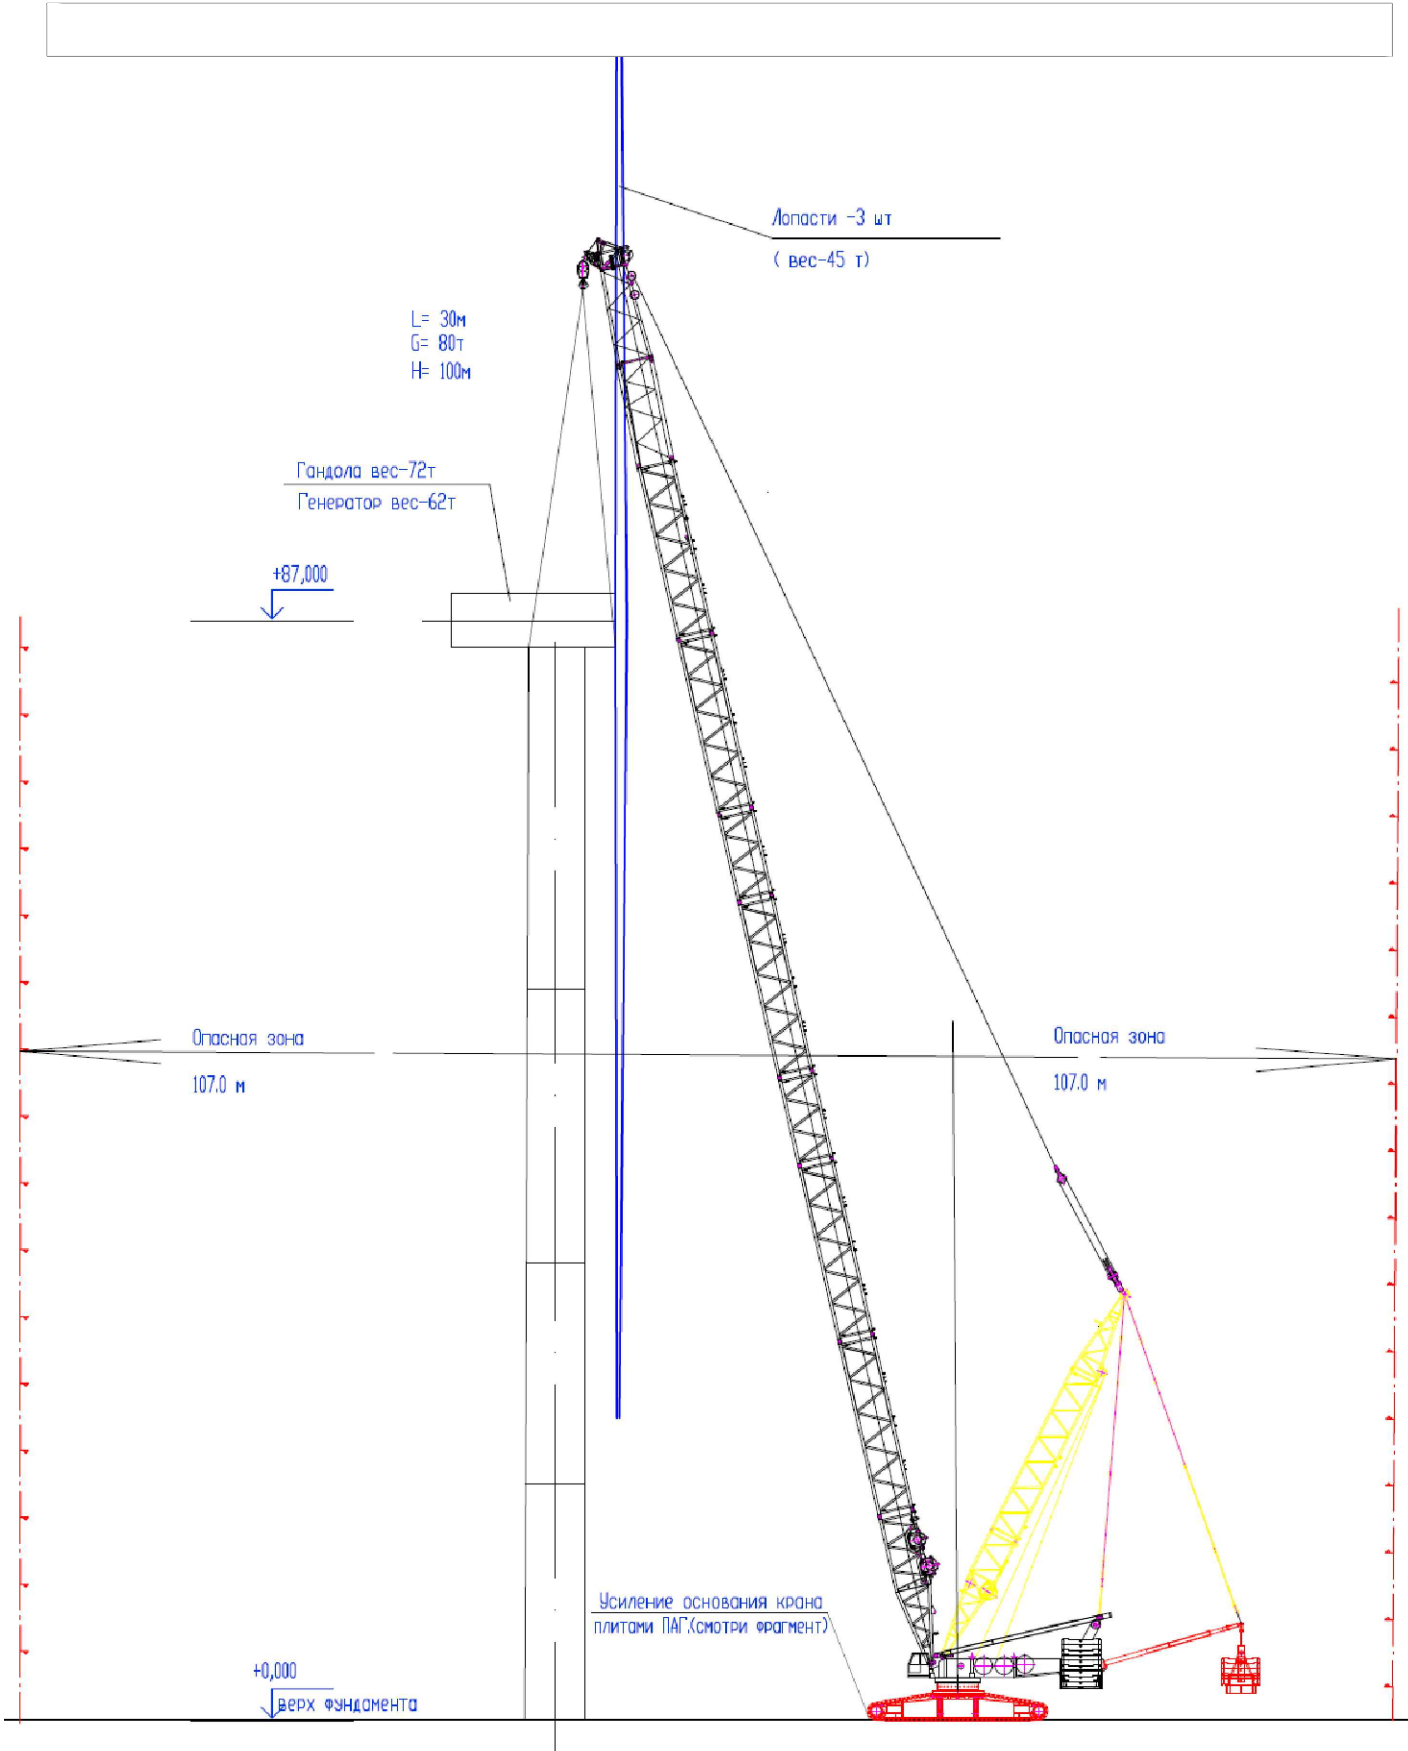 Лопасти -3 шт
( вес-45 т)
L= 30м
G= 80т
H= 100м
Гандола вес-72т
Генератор вес-62т
+87,000
Опасная зона
107.0 м
Опасная зона
107.0 м
Усиление основания крана
плитами ПАГ.(смотри фрагмент)
+0,000
верх фундамента